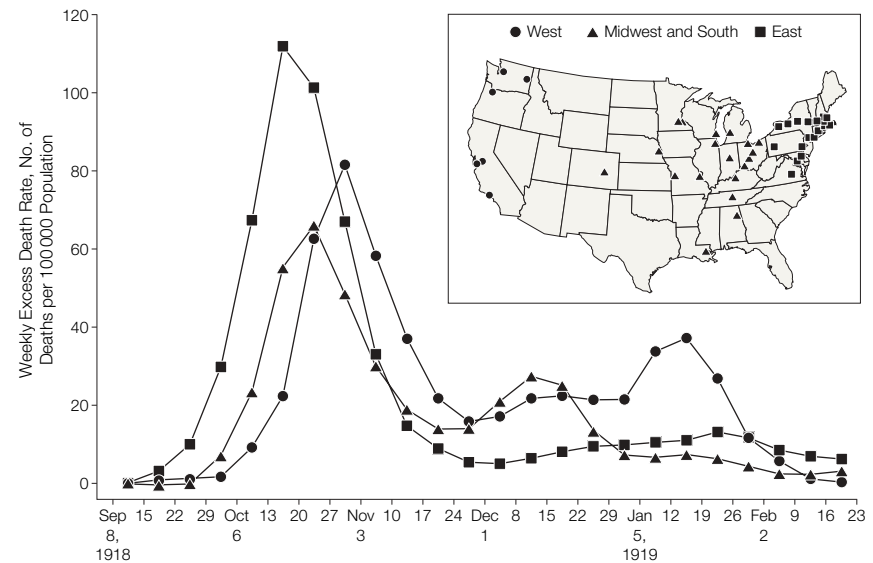 120
100
80
60
40
20
0
Weekly Excess Death Rate, No. of
Deaths per 100 000 Population
West Midwest and South East
Sep 15 22 29 Oct 13 20 27 Nov 10 17 24 Dec 8 15 22 29 Jan 12 19 26 Feb 9 16 23
8, 6 3 1 5, 2
1918 1919